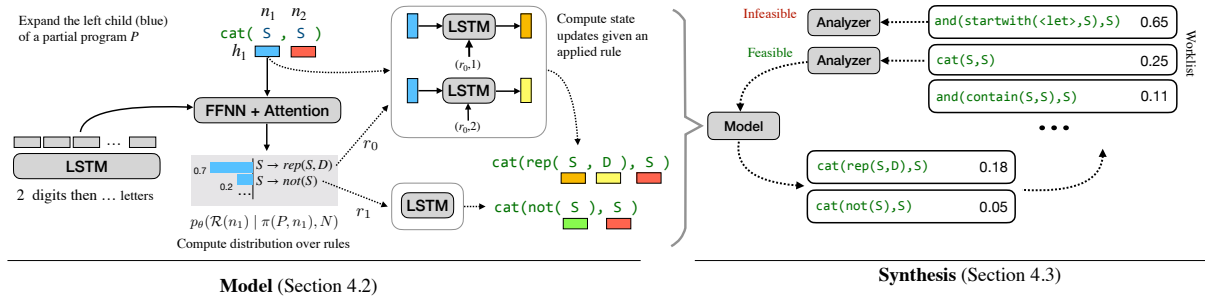 Expand the left child (blue)
of a partial program P
n1 n2
cat( S , S )
h1
FFNN + Attention
LSTM
2 digits then … letters
0.7
S → rep(S, D)
0.2
S → not(S)
…
pθ(R(n1) | π(P, n1), N)
Compute distribution over rules
r0
r1
LSTM
(r0,1)
LSTM
(r0,2)
LSTM
Compute state
updates given an
applied rule
cat(rep( S , D ), S )
cat(not( S ), S )
Model (Section 4.2)
Infeasible
Analyzer
and(startwith(<let>,S),S) 0.65
Feasible
Analyzer
cat(S,S) 0.25
and(contain(S,S),S) 0.11
Worklist
Model
•••
cat(rep(S,D),S) 0.18
cat(not(S),S) 0.05
Synthesis (Section 4.3)